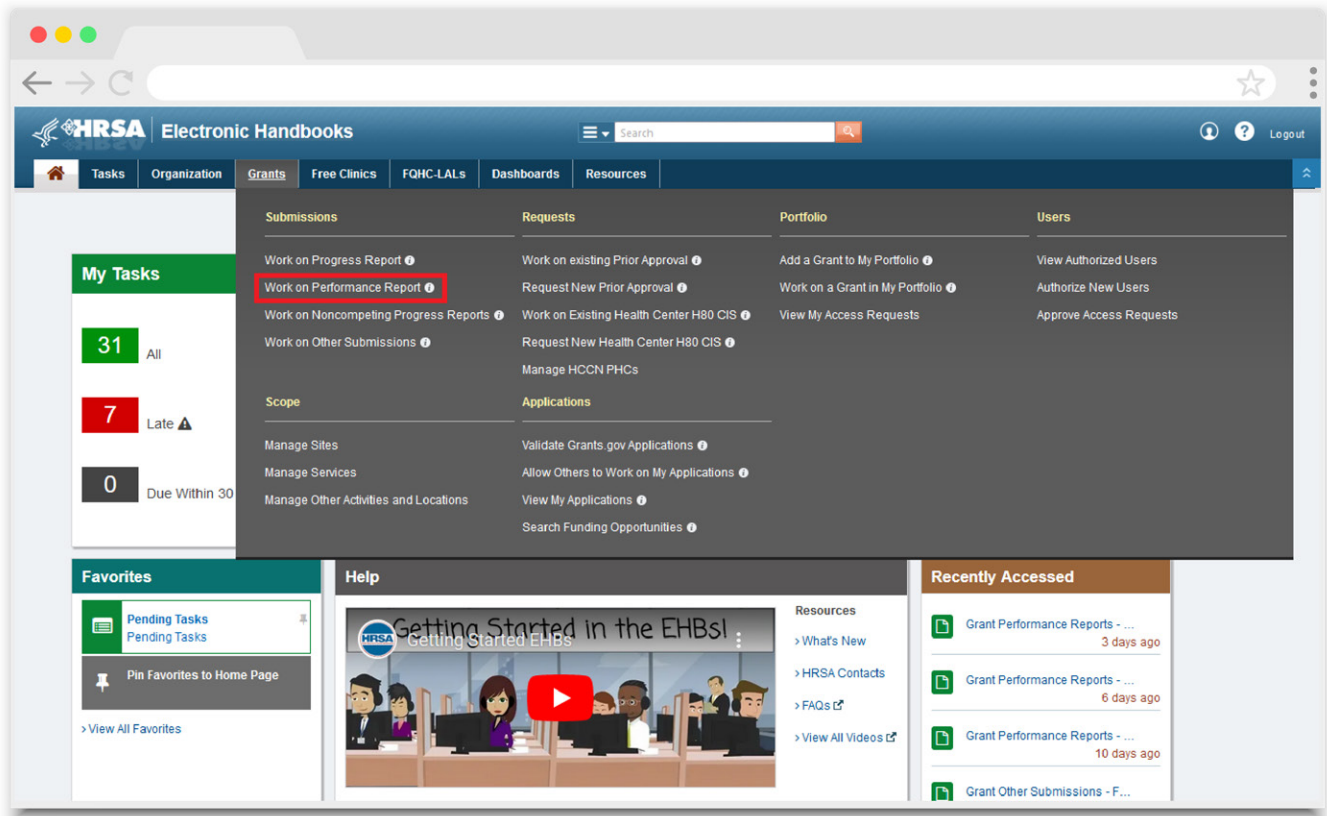 HRSA Electronic Handbooks
Search
Logout
Tasks Organization Grants Free Clinics FQHC-LALs Dashboards Resources
Submissions
Work on Progress Report
Work on Performance Report
Work on Noncompeting Progress Reports
Work on Other Submissions
Requests
Work on existing Prior Approval
Request New Prior Approval
Work on Existing Health Center H80 CIS
Request New Health Center H80 CIS
Manage HCCN PHCs
Portfolio
Add a Grant to My Portfolio
Work on a Grant in My Portfolio
View My Access Requests
Users
View Authorized Users
Authorize New Users
Approve Access Requests
Scope
Manage Sites
Manage Services
Manage Other Activities and Locations
Applications
Validate Grants.gov Applications
Allow Others to Work on My Applications
View My Applications
Search Funding Opportunities
My Tasks
31 All
7 Late
0 Due Within 30
Favorites
Pending Tasks
Pending Tasks
Pin Favorites to Home Page
> View All Favorites
Help
Getting Started in the EHBs!
HRSA
Getting Started EHBs
Resources
> What's New
> HRSA Contacts
> FAQs
> View All Videos
Recently Accessed
Grant Performance Reports - ...
3 days ago
Grant Performance Reports - ...
6 days ago
Grant Performance Reports - ...
10 days ago
Grant Other Submissions - F...